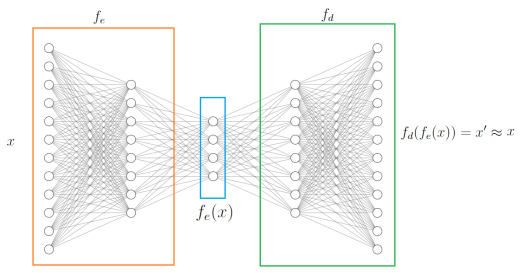 f_e
f_d
x
f_d(f_e(x)) = x′ ≈ x
f_e(x)